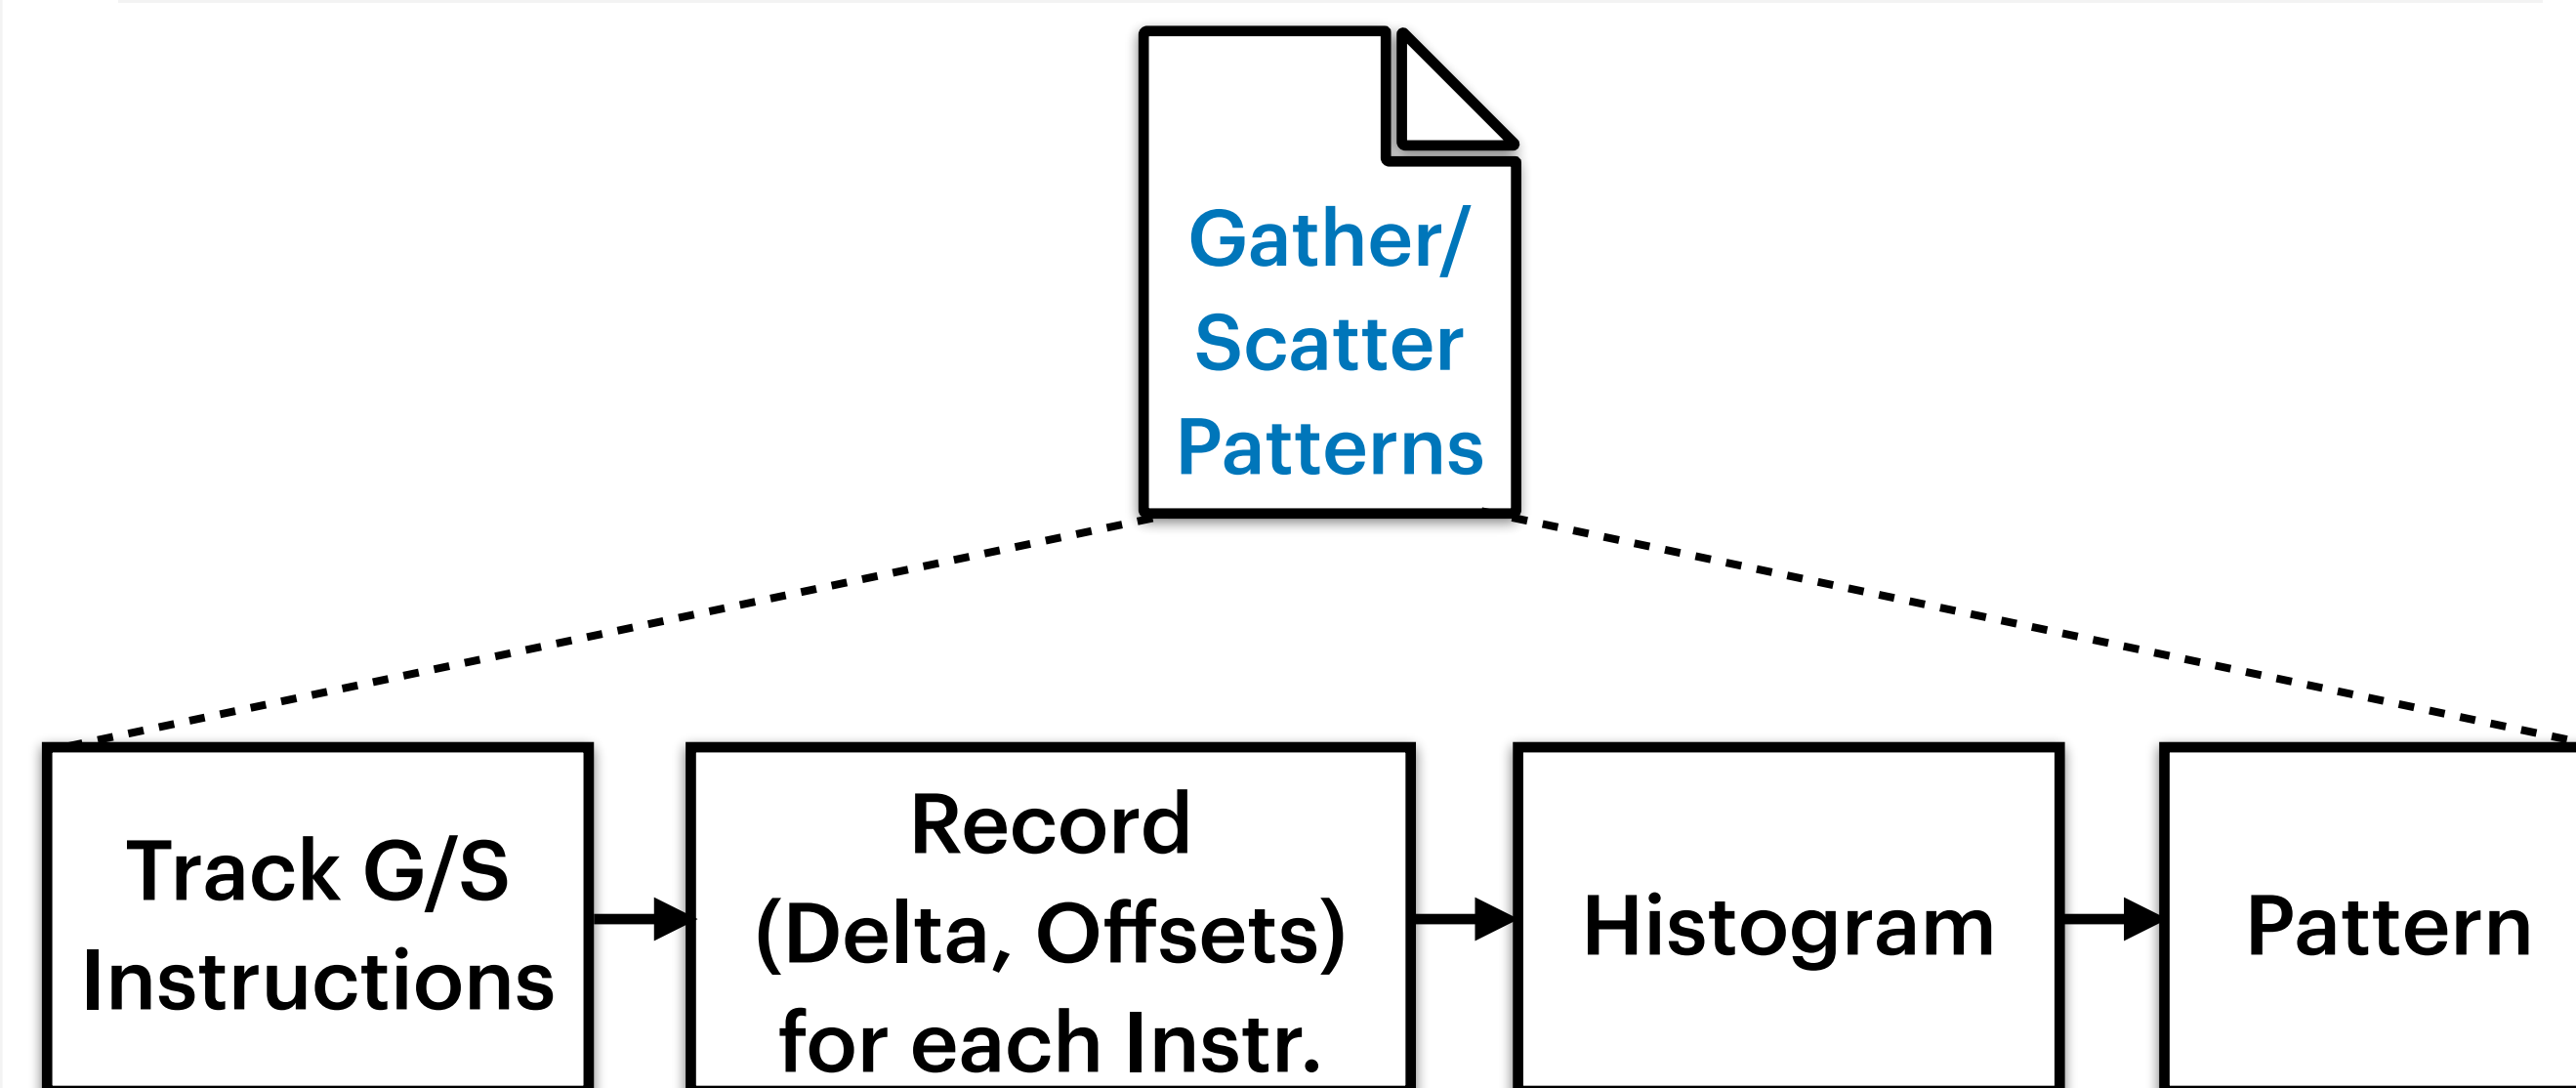 Gather/
Scatter
Patterns
Track G/S
Instructions
Record
(Delta, Offsets)
for each Instr.
Histogram
Pattern